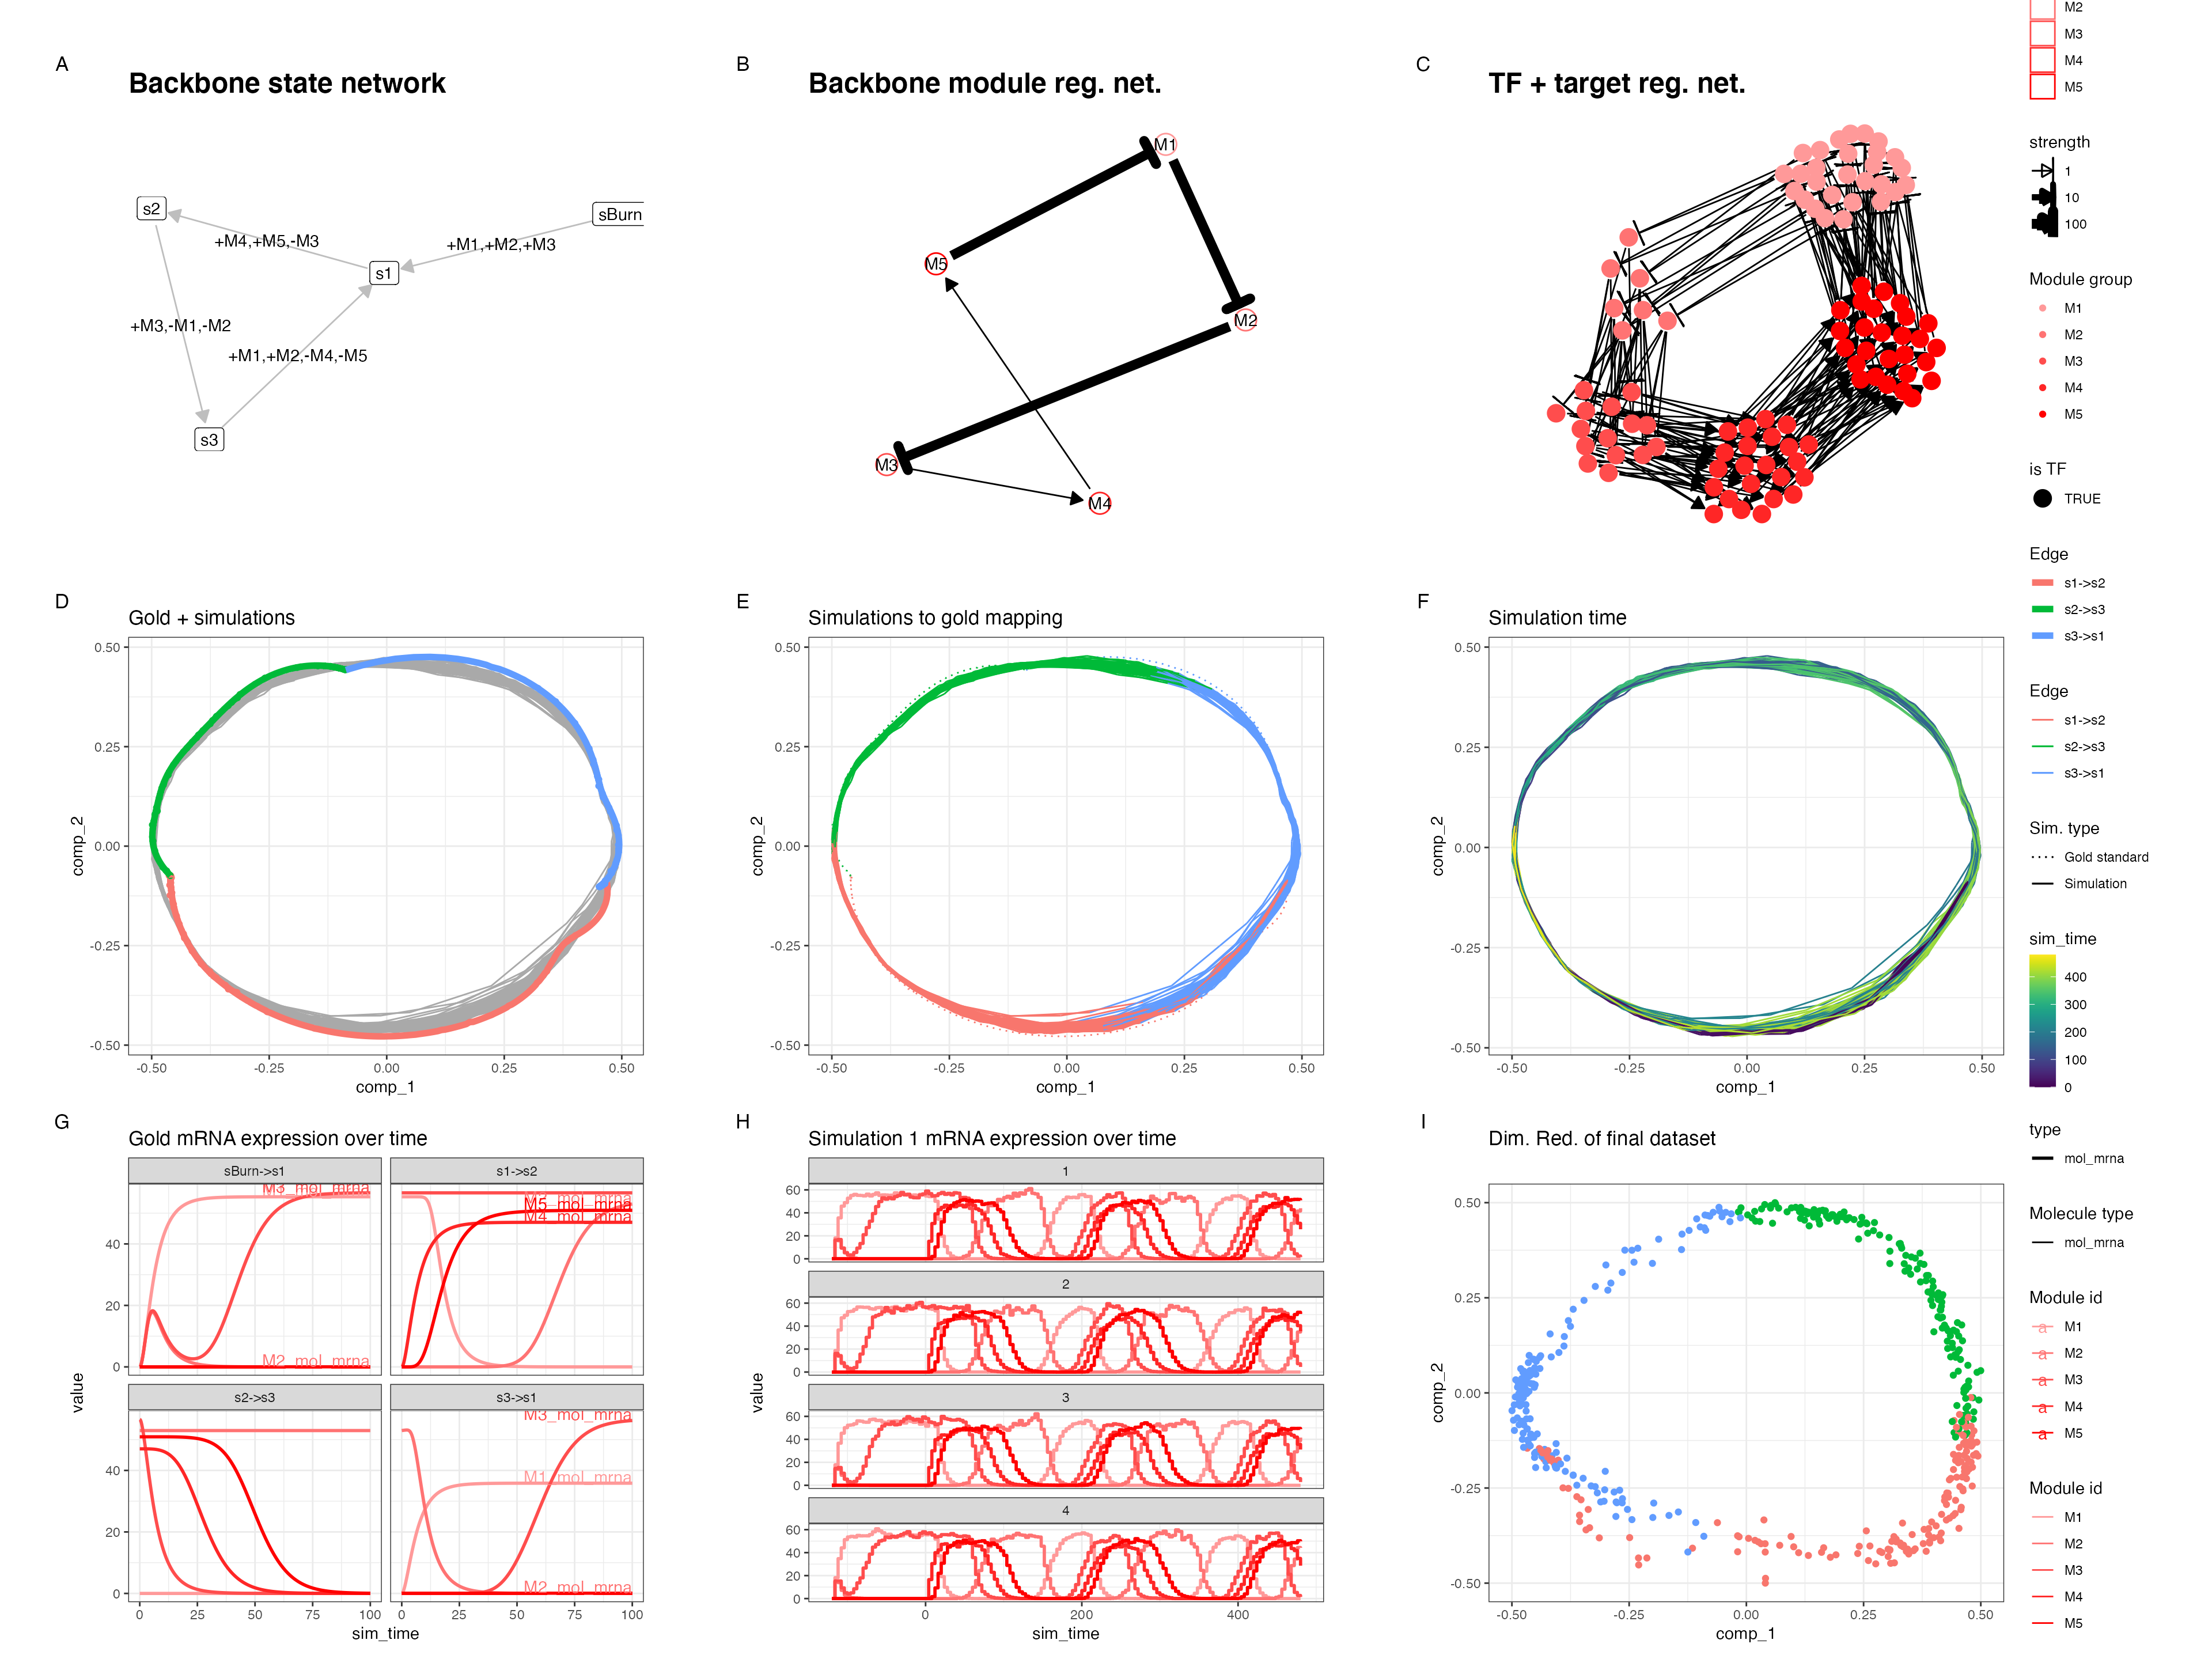 A
Backbone state network
s2
sBurn
+M4,+M5,-M3
+M1,+M2,+M3
s1
+M3,-M1,-M2
+M1,+M2,-M4,-M5
s3
B
Backbone module reg. net.
M1
M5
M2
M3
M4
C
TF + target reg. net.
M2
M3
M4
M5
strength
1
10
100
Module group
M1
M2
M3
M4
M5
is TF
TRUE
Edge
s1->s2
s2->s3
s3->s1
Edge
s1->s2
s2->s3
s3->s1
Sim. type
Gold standard
Simulation
sim_time
400
300
200
100
0
type
mol_mrna
Molecule type
mol_mrna
Module id
a M1
a M2
a M3
a M4
a M5
Module id
M1
M2
M3
M4
M5
D
Gold + simulations
comp_2
0.50
0.25
0.00
-0.25
-0.50
-0.50 -0.25 0.00 0.25 0.50
comp_1
E
Simulations to gold mapping
comp_2
0.50
0.25
0.00
-0.25
-0.50
-0.50 -0.25 0.00 0.25 0.50
comp_1
F
Simulation time
comp_2
0.50
0.25
0.00
-0.25
-0.50
-0.50 -0.25 0.00 0.25 0.50
comp_1
G
Gold mRNA expression over time
value
sBurn->s1
M3_mol_mrna
M2_mol_mrna
40
20
0
s1->s2
M5_mol_mrna
M4_mol_mrna
s2->s3
40
20
0
s3->s1
M3_mol_mrna
M1_mol_mrna
M2_mol_mrna
0 25 50 75 100
0 25 50 75 100
sim_time
H
Simulation 1 mRNA expression over time
value
1
60
40
20
0
2
60
40
20
0
3
60
40
20
0
4
60
40
20
0
0 200 400
sim_time
I
Dim. Red. of final dataset
comp_2
0.50
0.25
0.00
-0.25
-0.50
-0.50 -0.25 0.00 0.25 0.50
comp_1